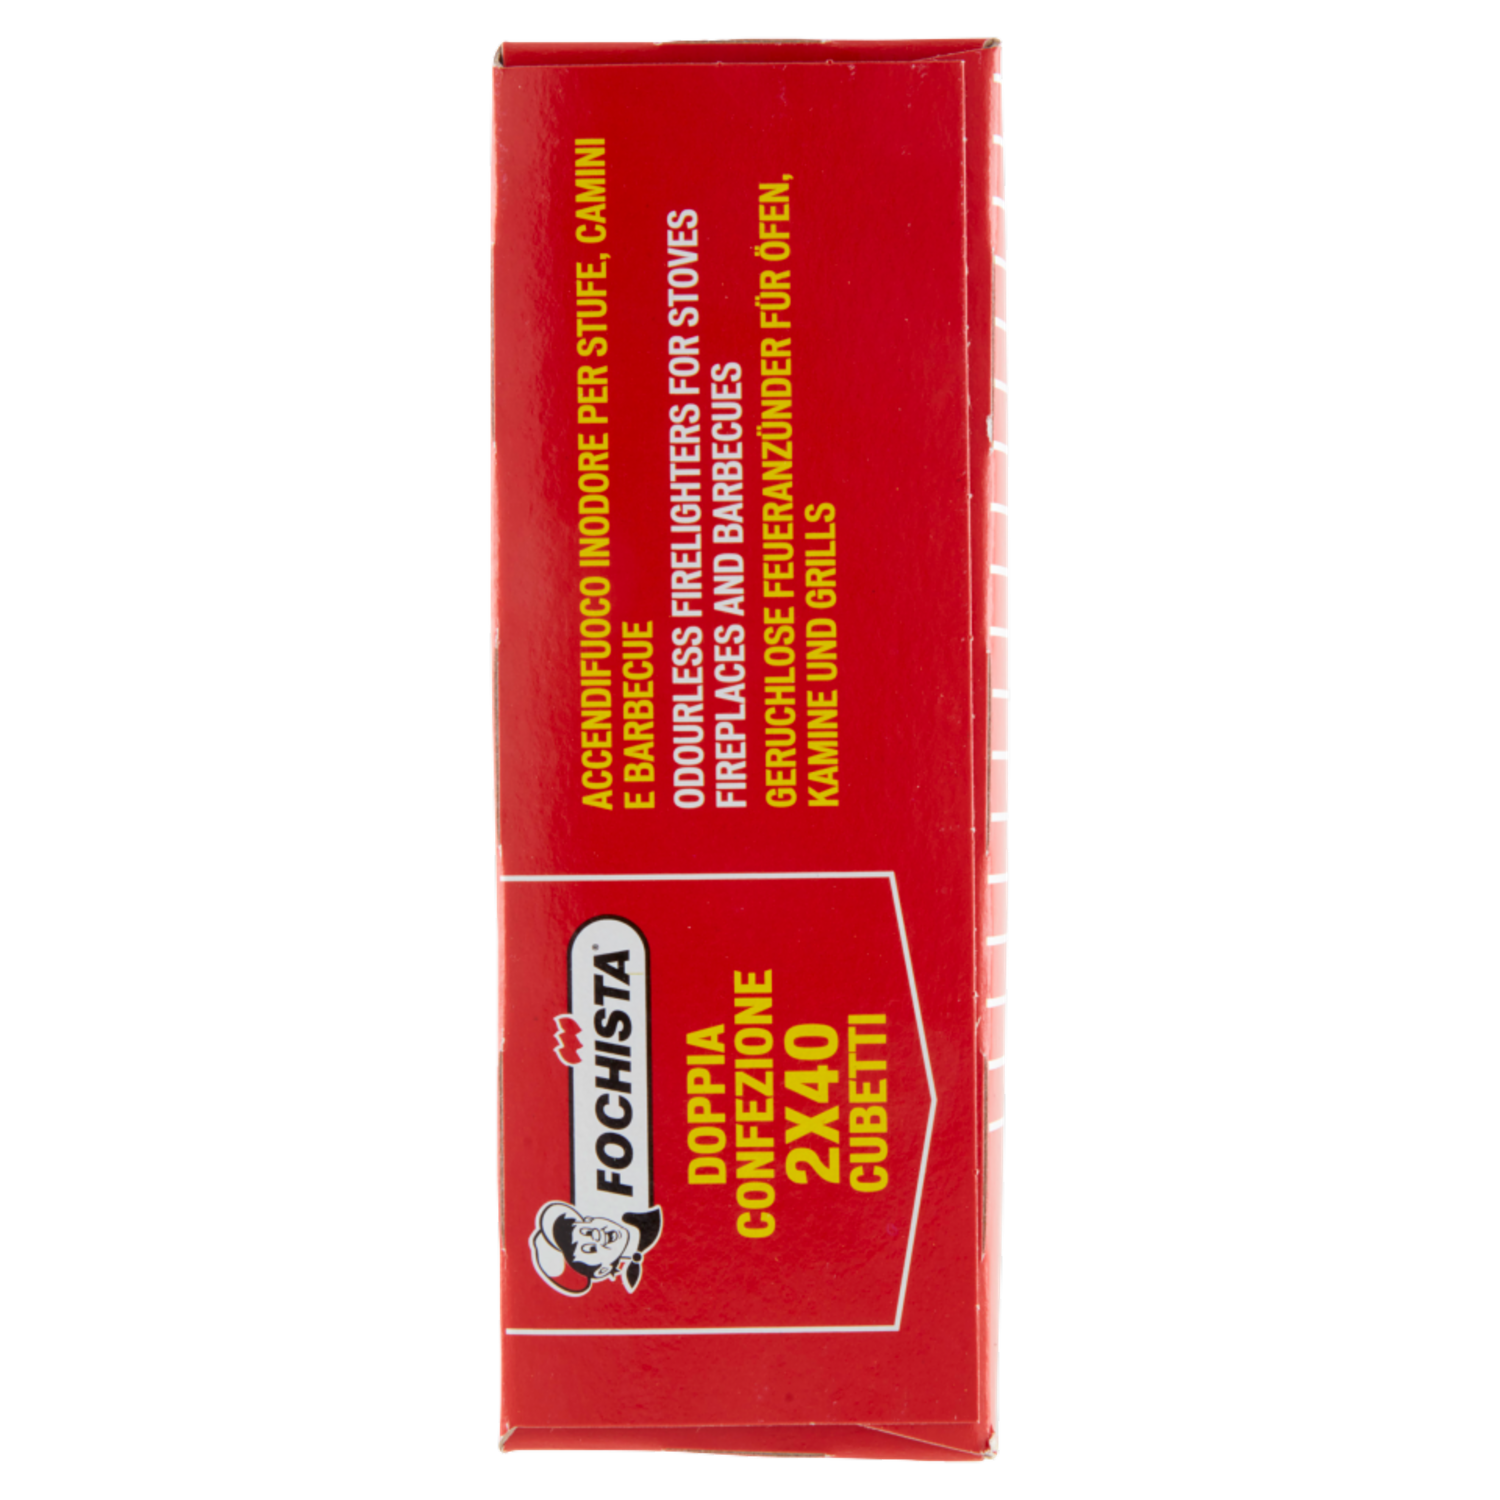 FOCHISTA®
DOPPIA
CONFEZIONE
2X40
CUBETTI
ACCENDIFUOCO INODORE PER STUFE, CAMINI
E BARBECUE
ODOURLESS FIRELIGHTERS FOR STOVES
FIREPLACES AND BARBECUES
GERUCHLOSE FEUERANZÜNDER FÜR ÖFEN,
KAMINE UND GRILLS